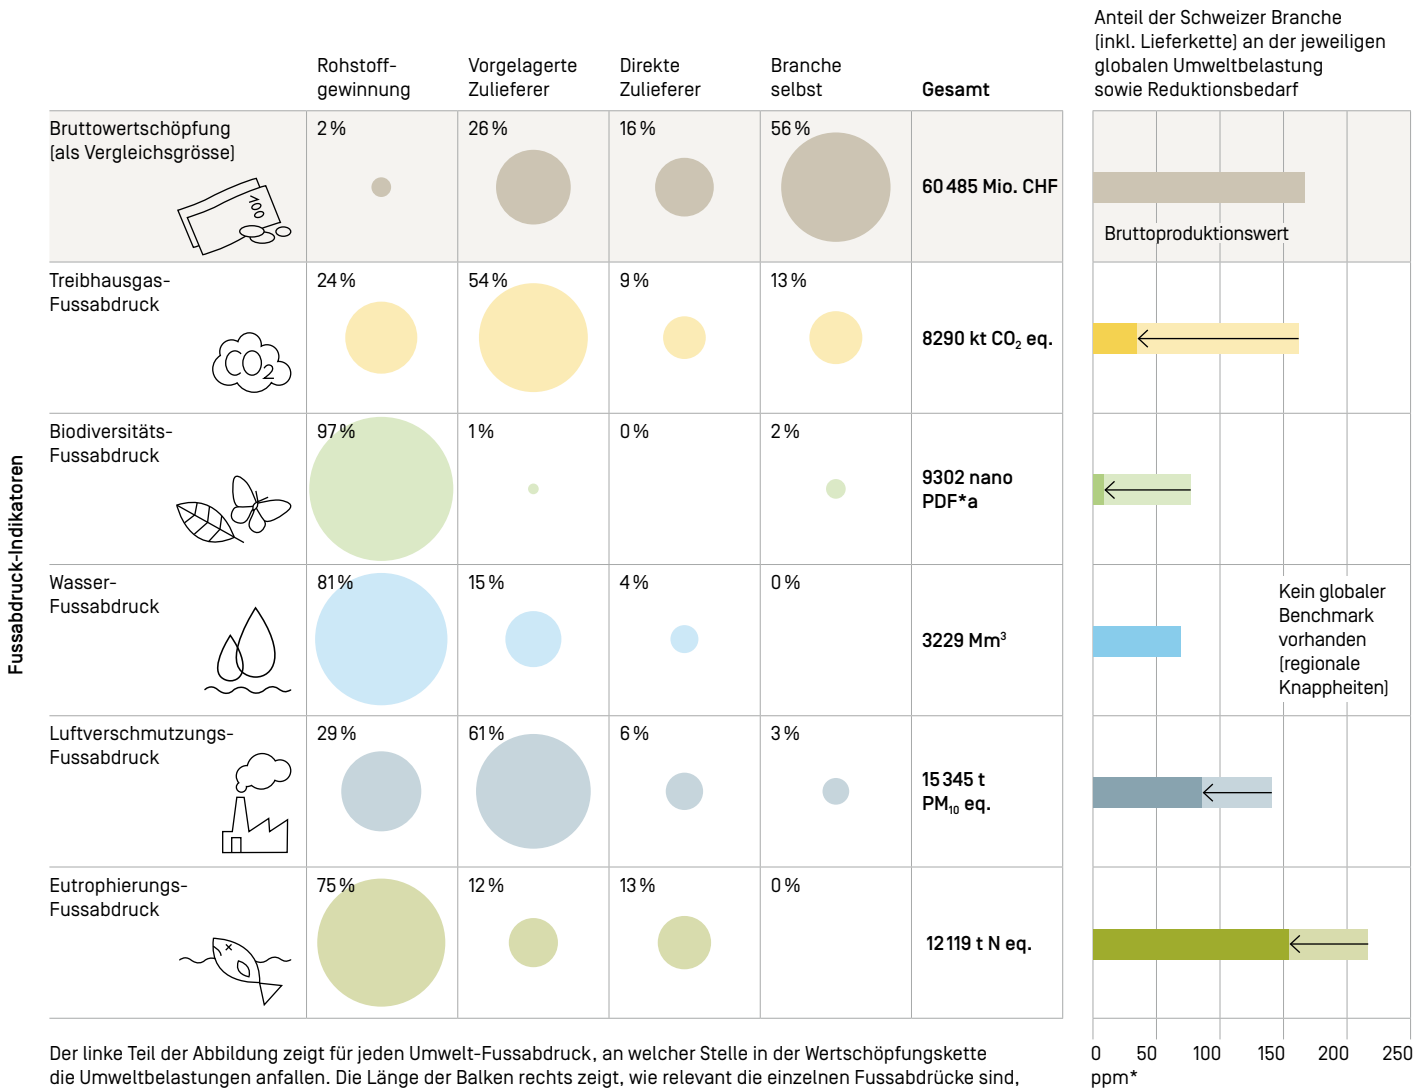 Anteil der Schweizer Branche
(inkl. Lieferkette) an der jeweiligen
globalen Umweltbelastung
sowie Reduktionsbedarf
Rohstoff-
gewinnung
Vorgelagerte
Zulieferer
Direkte
Zulieferer
Branche
selbst
Gesamt
Fussabdruck-Indikatoren
Bruttowertschöpfung
(als Vergleichsgrösse)
100
2 %
26 %
16 %
56 %
60 485 Mio. CHF
Bruttoproduktionswert
Treibhausgas-
Fussabdruck
CO2
24 %
54 %
9 %
13 %
8290 kt CO₂ eq.
Biodiversitäts-
Fussabdruck
97 %
1 %
0 %
2 %
9302 nano
PDF*a
Wasser-
Fussabdruck
81 %
15 %
4 %
0 %
3229 Mm³
Kein globaler
Benchmark
vorhanden
(regionale
Knappheiten)
Luftverschmutzungs-
Fussabdruck
29 %
61 %
6 %
3 %
15 345 t
PM₁₀ eq.
Eutrophierungs-
Fussabdruck
75 %
12 %
13 %
0 %
12 119 t N eq.
0 50 100 150 200 250
ppm*
Der linke Teil der Abbildung zeigt für jeden Umwelt-Fussabdruck, an welcher Stelle in der Wertschöpfungskette
die Umweltbelastungen anfallen. Die Länge der Balken rechts zeigt, wie relevant die einzelnen Fussabdrücke sind,